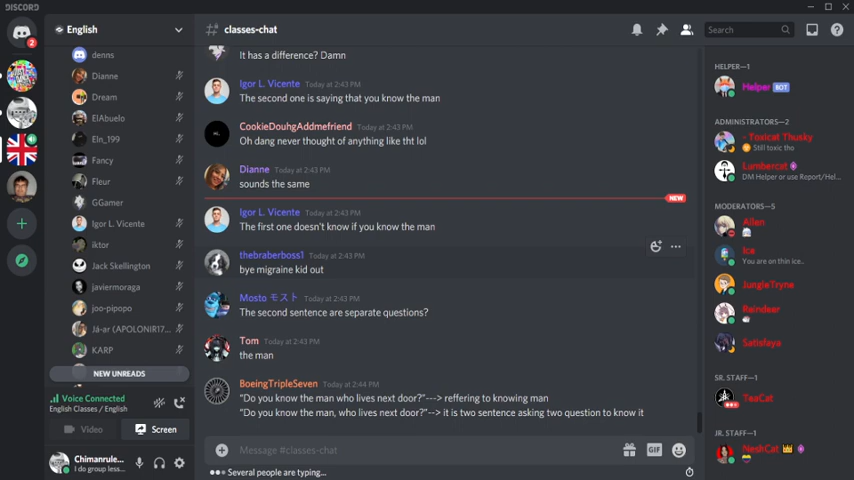 DISCORD
English
denns
Dianne
Dream
ElAbuelo
Eln_199
Fancy
Fleur
GGamer
Igor L. Vicente
iktor
Jack Skellington
javiermoraga
joo-pipopo
Já-ar (APOLONIR17...
KARP
NEW UNREADS
Voice Connected
English Classes / English
Video
Screen
Chimanrule...
I do group less...
2
classes-chat
It has a difference? Damn
Igor L. Vicente Today at 2:43 PM
The second one is saying that you know the man
CookieDouhgAddmefriend Today at 2:43 PM
Oh dang never thought of anything like tht lol
Dianne Today at 2:43 PM
sounds the same
NEW
Igor L. Vicente Today at 2:43 PM
The first one doesn't know if you know the man
thebraberboss1 Today at 2:43 PM
bye migraine kid out
Mosto モスト Today at 2:43 PM
The second sentence are separate questions?
Tom Today at 2:43 PM
the man
BoeingTripleSeven Today at 2:44 PM
“Do you know the man who lives next door?”---> reffering to knowing man
“Do you know the man, who lives next door?”--> it is two sentence asking two question to know it
Message #classes-chat
GIF
Several people are typing...
Search
HELPER—1
Helper BOT
ADMINISTRATORS—2
Toxicat Thusky
Still toxic tho
Lumbercat
DM Helper or use Report/Hel...
MODERATORS—5
Allen
Ice
You are on thin ice..
JungleTryne
Reindeer
Satisfaya
SR. STAFF—1
TeaCat
JR. STAFF—1
NeshCat